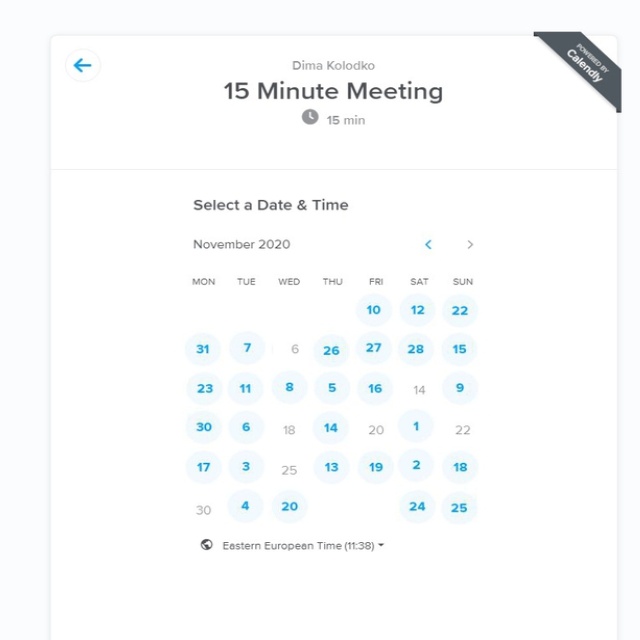 POWERED BY
Calendly
Dima Kolodko
15 Minute Meeting
15 min
Select a Date & Time
November 2020 < >
MON TUE WED THU FRI SAT SUN
10 12 22
31 7 6 26 27 28 15
23 11 8 5 16 14 9
30 6 18 14 20 1 22
17 3 25 13 19 2 18
30 4 20 24 25
Eastern European Time (11:38)